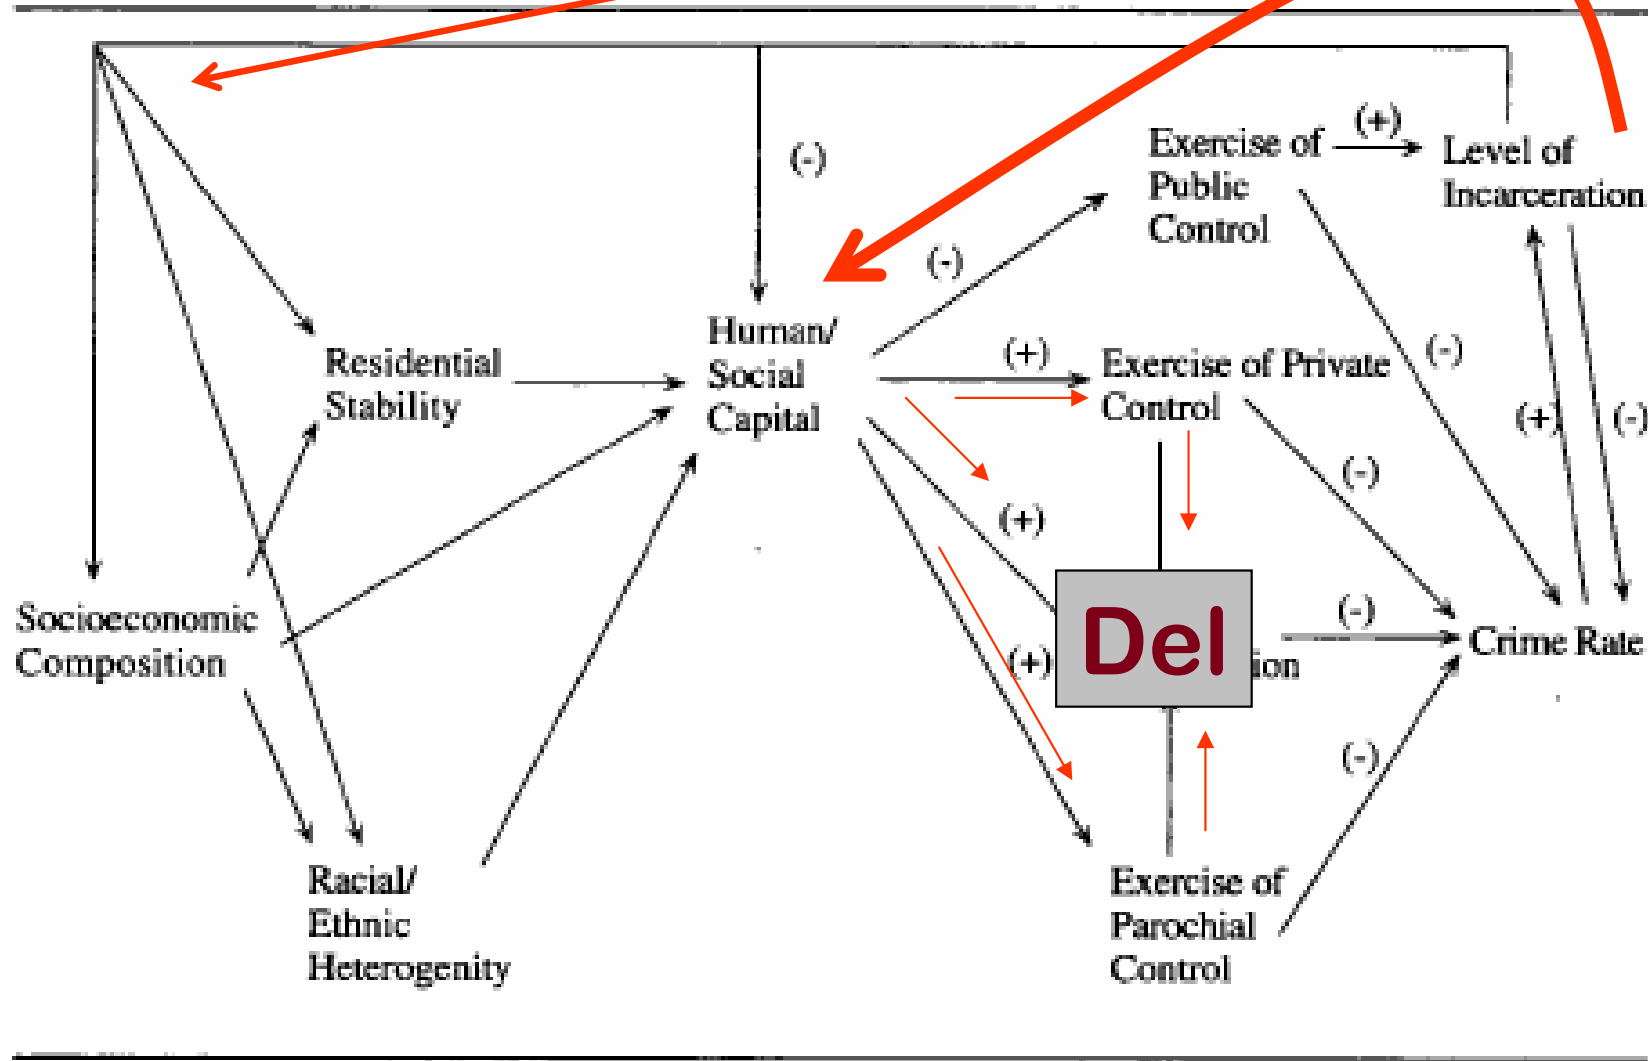 (-)
Exercise of
Public
Control
(+)
Level of
Incarceration
(-)
Human/
Social
Capital
Residential
Stability
(+)
Exercise of Private
Control
(-)
(+)
(-)
(-)
(+)
Socioeconomic
Composition
(+)
Del
ion
(-)
Crime Rate
(-)
Racial/
Ethnic
Heterogenity
Exercise of
Parochial
Control